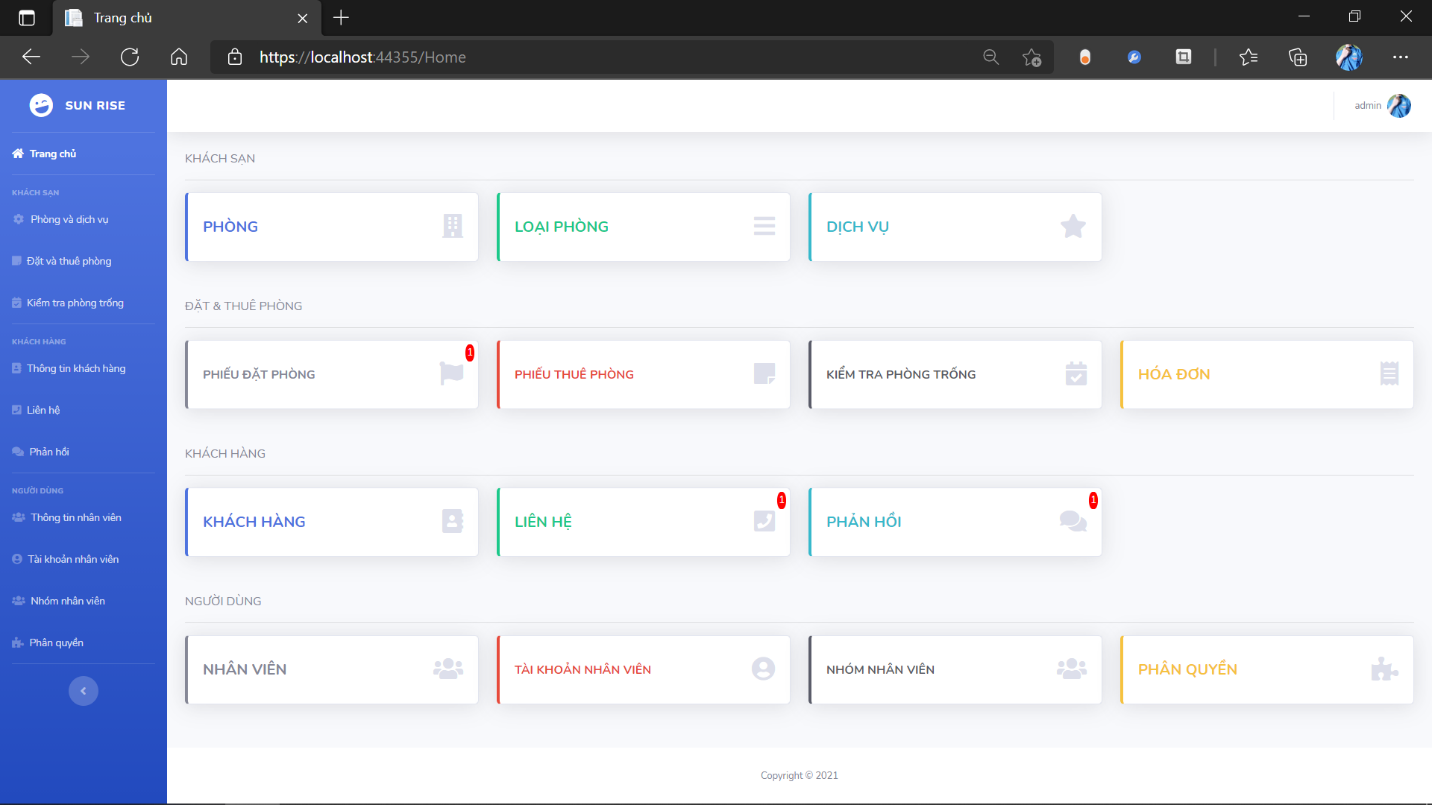 Trang chủ
https://localhost:44355/Home
SUN RISE
admin
Trang chủ
KHÁCH SẠN
Phòng và dịch vụ
Đặt và thuê phòng
Kiểm tra phòng trống
KHÁCH HÀNG
Thông tin khách hàng
Liên hệ
Phản hồi
NGƯỜI DÙNG
Thông tin nhân viên
Tài khoản nhân viên
Nhóm nhân viên
Phân quyền
KHÁCH SẠN
PHÒNG
LOẠI PHÒNG
DỊCH VỤ
ĐẶT & THUÊ PHÒNG
PHIẾU ĐẶT PHÒNG
1
PHIẾU THUÊ PHÒNG
KIỂM TRA PHÒNG TRỐNG
HÓA ĐƠN
KHÁCH HÀNG
KHÁCH HÀNG
LIÊN HỆ
1
PHẢN HỒI
1
NGƯỜI DÙNG
NHÂN VIÊN
TÀI KHOẢN NHÂN VIÊN
NHÓM NHÂN VIÊN
PHÂN QUYỀN
Copyright © 2021